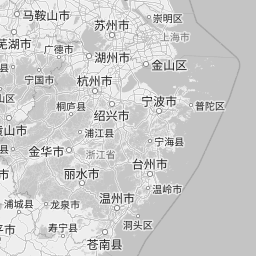 马鞍山市
苏州市
崇明区
芜湖市
广德市
上海市
湖州市
金山区
宁国市
杭州市
桐庐县
绍兴市
宁波市
普陀区
黄山市
浦江县
金华市
宁海县
浙江省
台州市
丽水市
温岭市
温州市
浦城县
龙泉市
洞头区
寿宁县
苍南县
平市